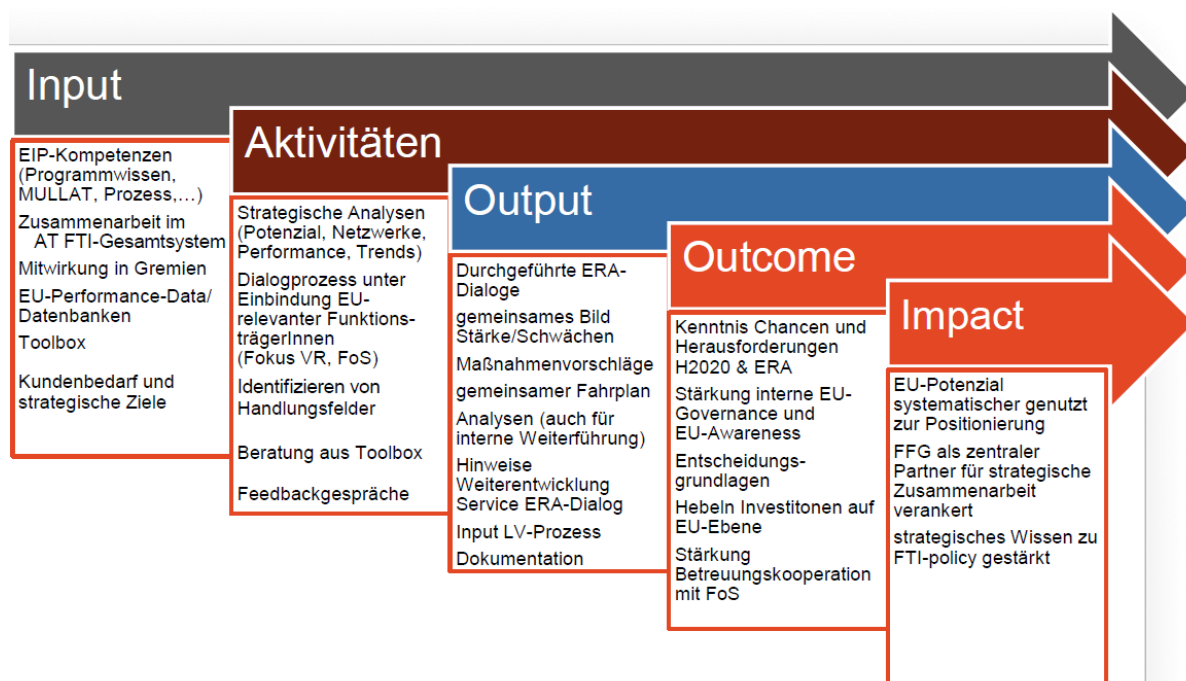 Input
EIP-Kompetenzen
(Programmwissen,
MULLAT, Prozess,...)
Zusammenarbeit im
AT FTI-Gesamtsystem
Mitwirkung in Gremien
EU-Performance-Data/
Datenbanken
Toolbox
Kundenbedarf und
strategische Ziele
Aktivitäten
Strategische Analysen
(Potenzial, Netzwerke,
Performance, Trends)
Dialogprozess unter
Einbindung EU-
relevanter Funktions-
trägerInnen
(Fokus VR, FoS)
Identifizieren von
Handlungsfelder
Beratung aus Toolbox
Feedbackgespräche
Output
Durchgeführte ERA-
Dialoge
gemeinsames Bild
Stärke/Schwächen
Maßnahmenvorschläge
gemeinsamer Fahrplan
Analysen (auch für
interne Weiterführung)
Hinweise
Weiterentwicklung
Service ERA-Dialog
Input LV-Prozess
Dokumentation
Outcome
Kenntnis Chancen und
Herausforderungen
H2020 & ERA
Stärkung interne EU-
Governance und
EU-Awareness
Entscheidungs-
grundlagen
Hebeln Investitonen auf
EU-Ebene
Stärkung
Betreuungskooperation
mit FoS
Impact
EU-Potenzial
systematischer genutzt
zur Positionierung
FFG als zentraler
Partner für strategische
Zusammenarbeit
verankert
strategisches Wissen zu
FTI-policy gestärkt